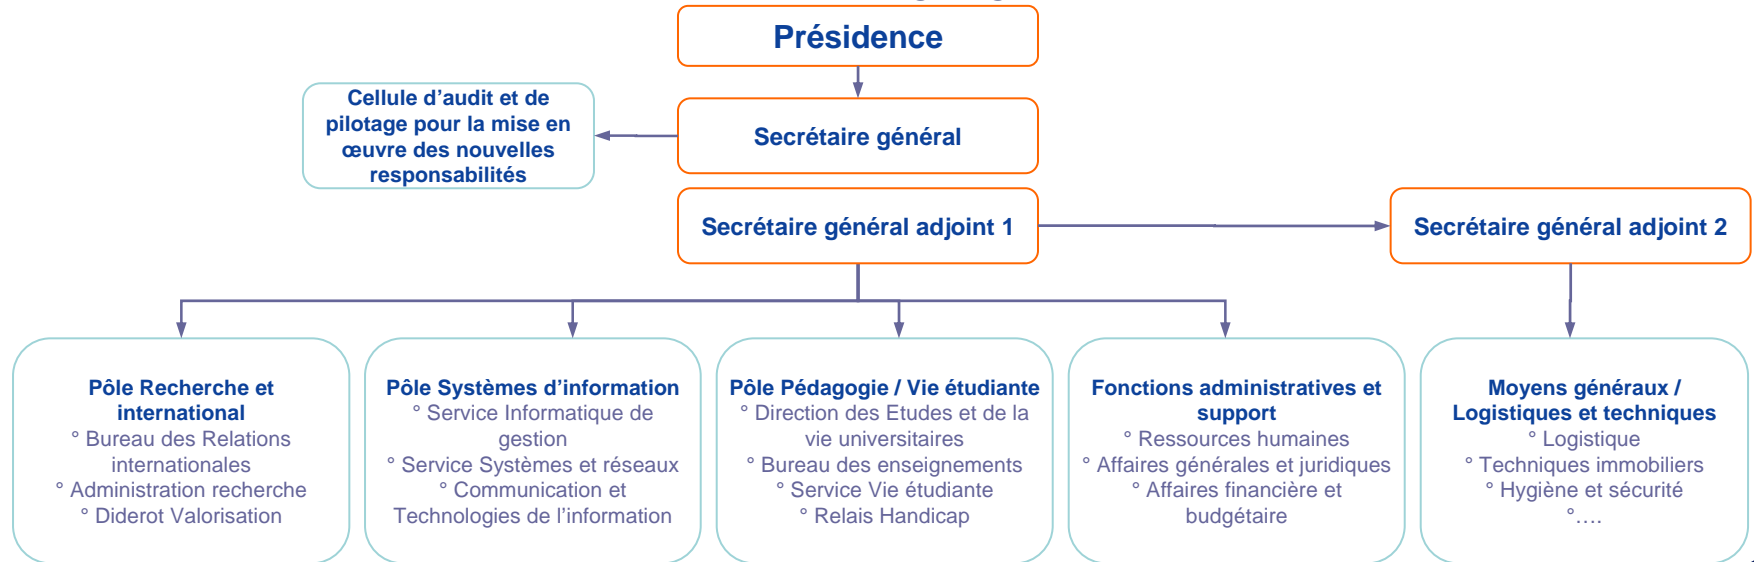 Présidence
Cellule d'audit et de
pilotage pour la mise en
œuvre des nouvelles
responsabilités
Secrétaire général
Secrétaire général adjoint 1
Secrétaire général adjoint 2
Pôle Recherche et
international
° Bureau des Relations
internationales
° Administration recherche
° Diderot Valorisation
Pôle Systèmes d'information
° Service Informatique de
gestion
° Service Systèmes et réseaux
° Communication et
Technologies de l'information
Pôle Pédagogie / Vie étudiante
° Direction des Etudes et de la
vie universitaires
° Bureau des enseignements
° Service Vie étudiante
° Relais Handicap
Fonctions administratives et
support
° Ressources humaines
° Affaires générales et juridiques
° Affaires financière et
budgétaire
Moyens généraux /
Logistiques et techniques
° Logistique
° Techniques immobiliers
° Hygiène et sécurité
°....